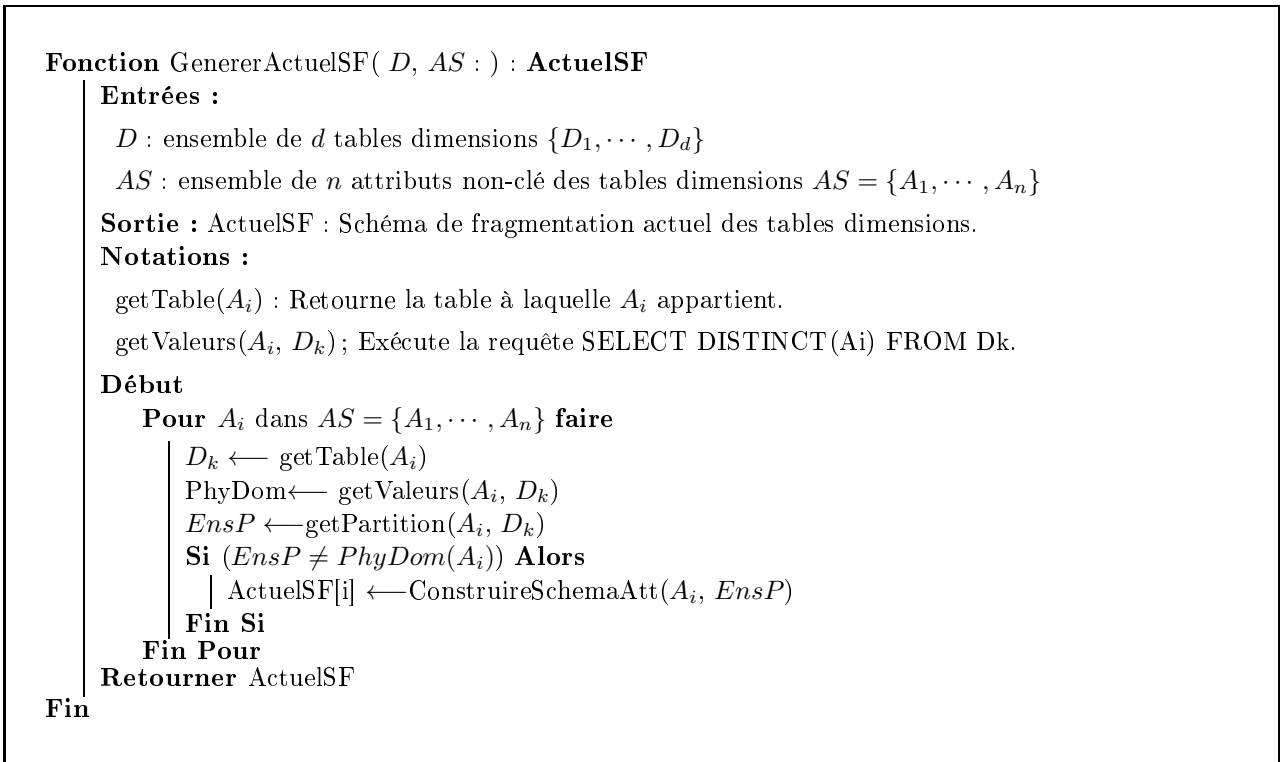 Fonction GenererActuelSF( D, AS : ) : ActuelSF
Entrées :
D : ensemble de d tables dimensions {D₁, ⋯ , D_d}
AS : ensemble de n attributs non-clé des tables dimensions AS = {A₁, ⋯ , Aₙ}
Sortie : ActuelSF : Schéma de fragmentation actuel des tables dimensions.
Notations :
getTable(Aᵢ) : Retourne la table à laquelle Aᵢ appartient.
getValeurs(Aᵢ, Dₖ) ; Exécute la requête SELECT DISTINCT(Ai) FROM Dk.
Début
Pour Aᵢ dans AS = {A₁, ⋯ , Aₙ} faire
Dₖ ⟵ getTable(Aᵢ)
PhyDom⟵ getValeurs(Aᵢ, Dₖ)
EnsP ⟵getPartition(Aᵢ, Dₖ)
Si (EnsP ≠ PhyDom(Aᵢ)) Alors
ActuelSF[i] ⟵ConstruireSchemaAtt(Aᵢ, EnsP)
Fin Si
Fin Pour
Retourner ActuelSF
Fin